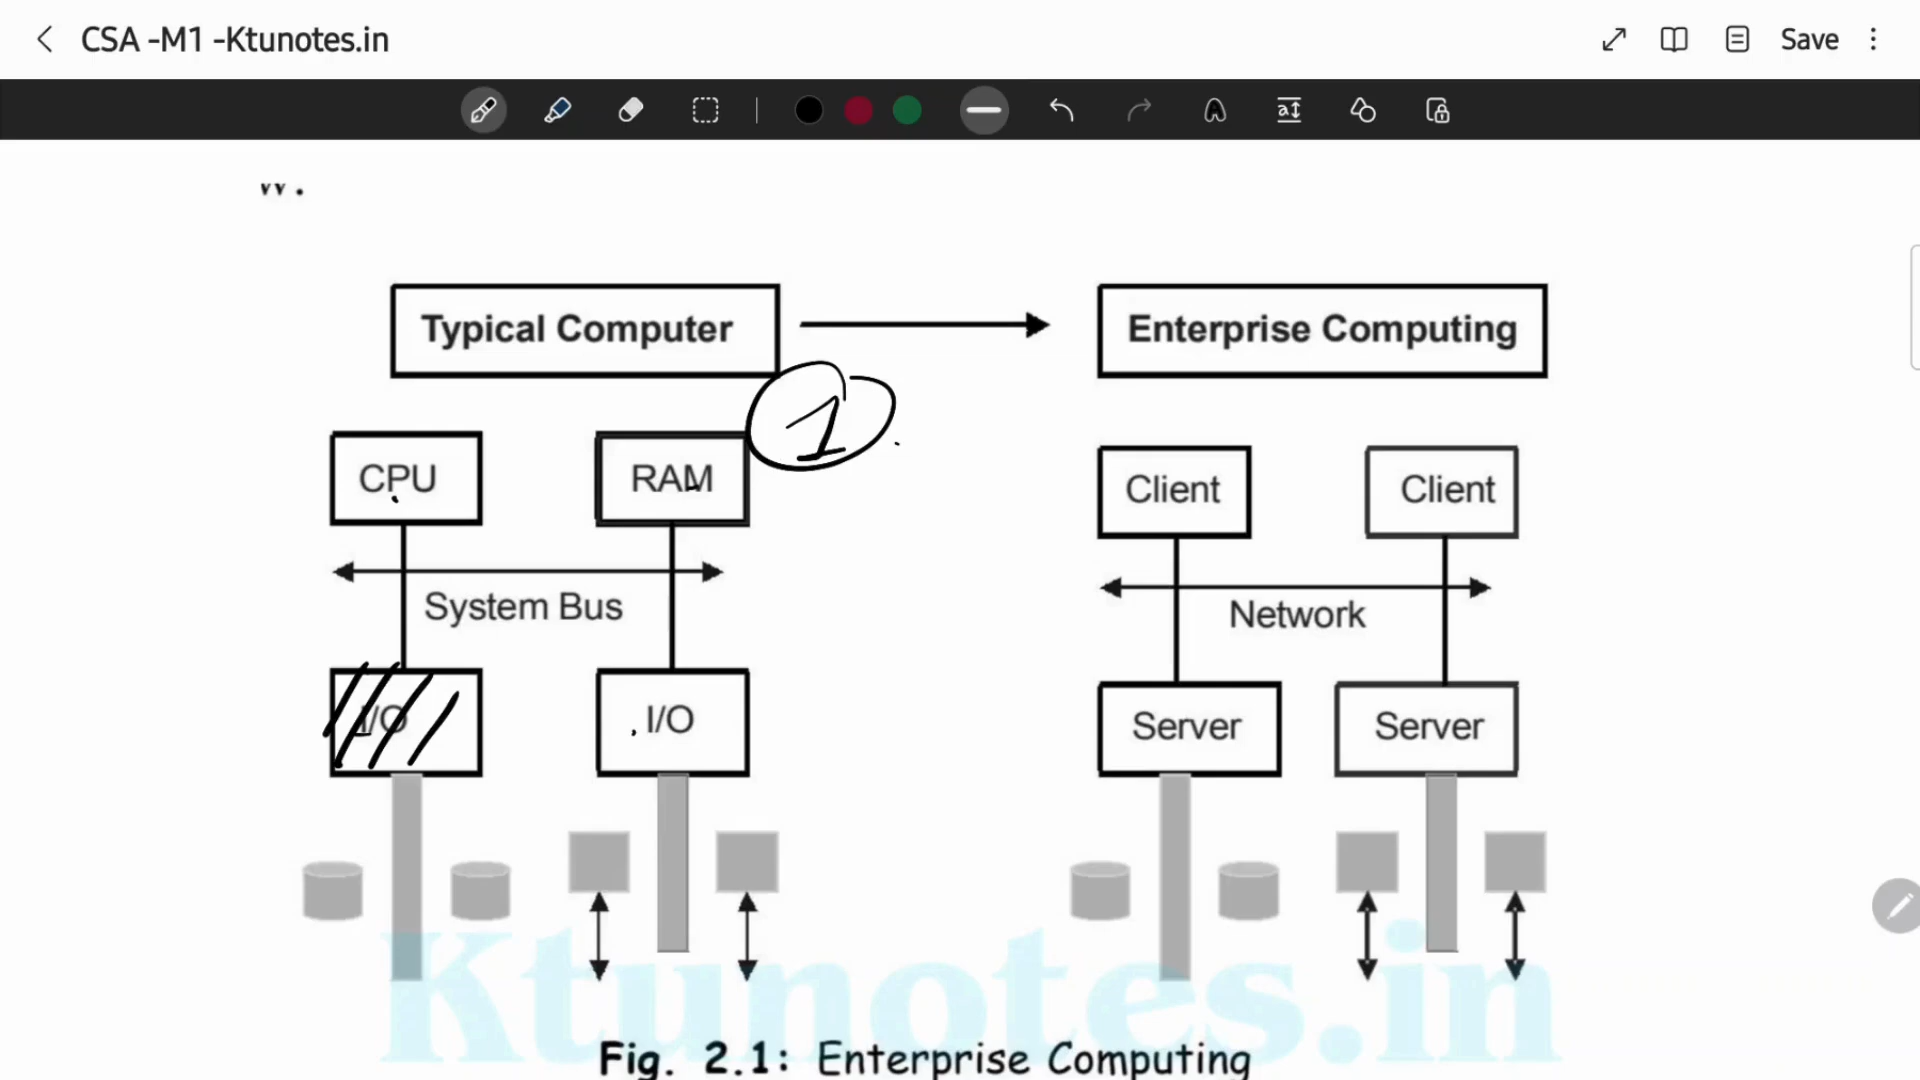 CSA -M1 -Ktunotes.in
Save
Typical Computer
Enterprise Computing
1
CPU
RAM
Client
Client
System Bus
Network
I/O
I/O
Server
Server
Ktunotes.in
Fig. 2.1: Enterprise Computing